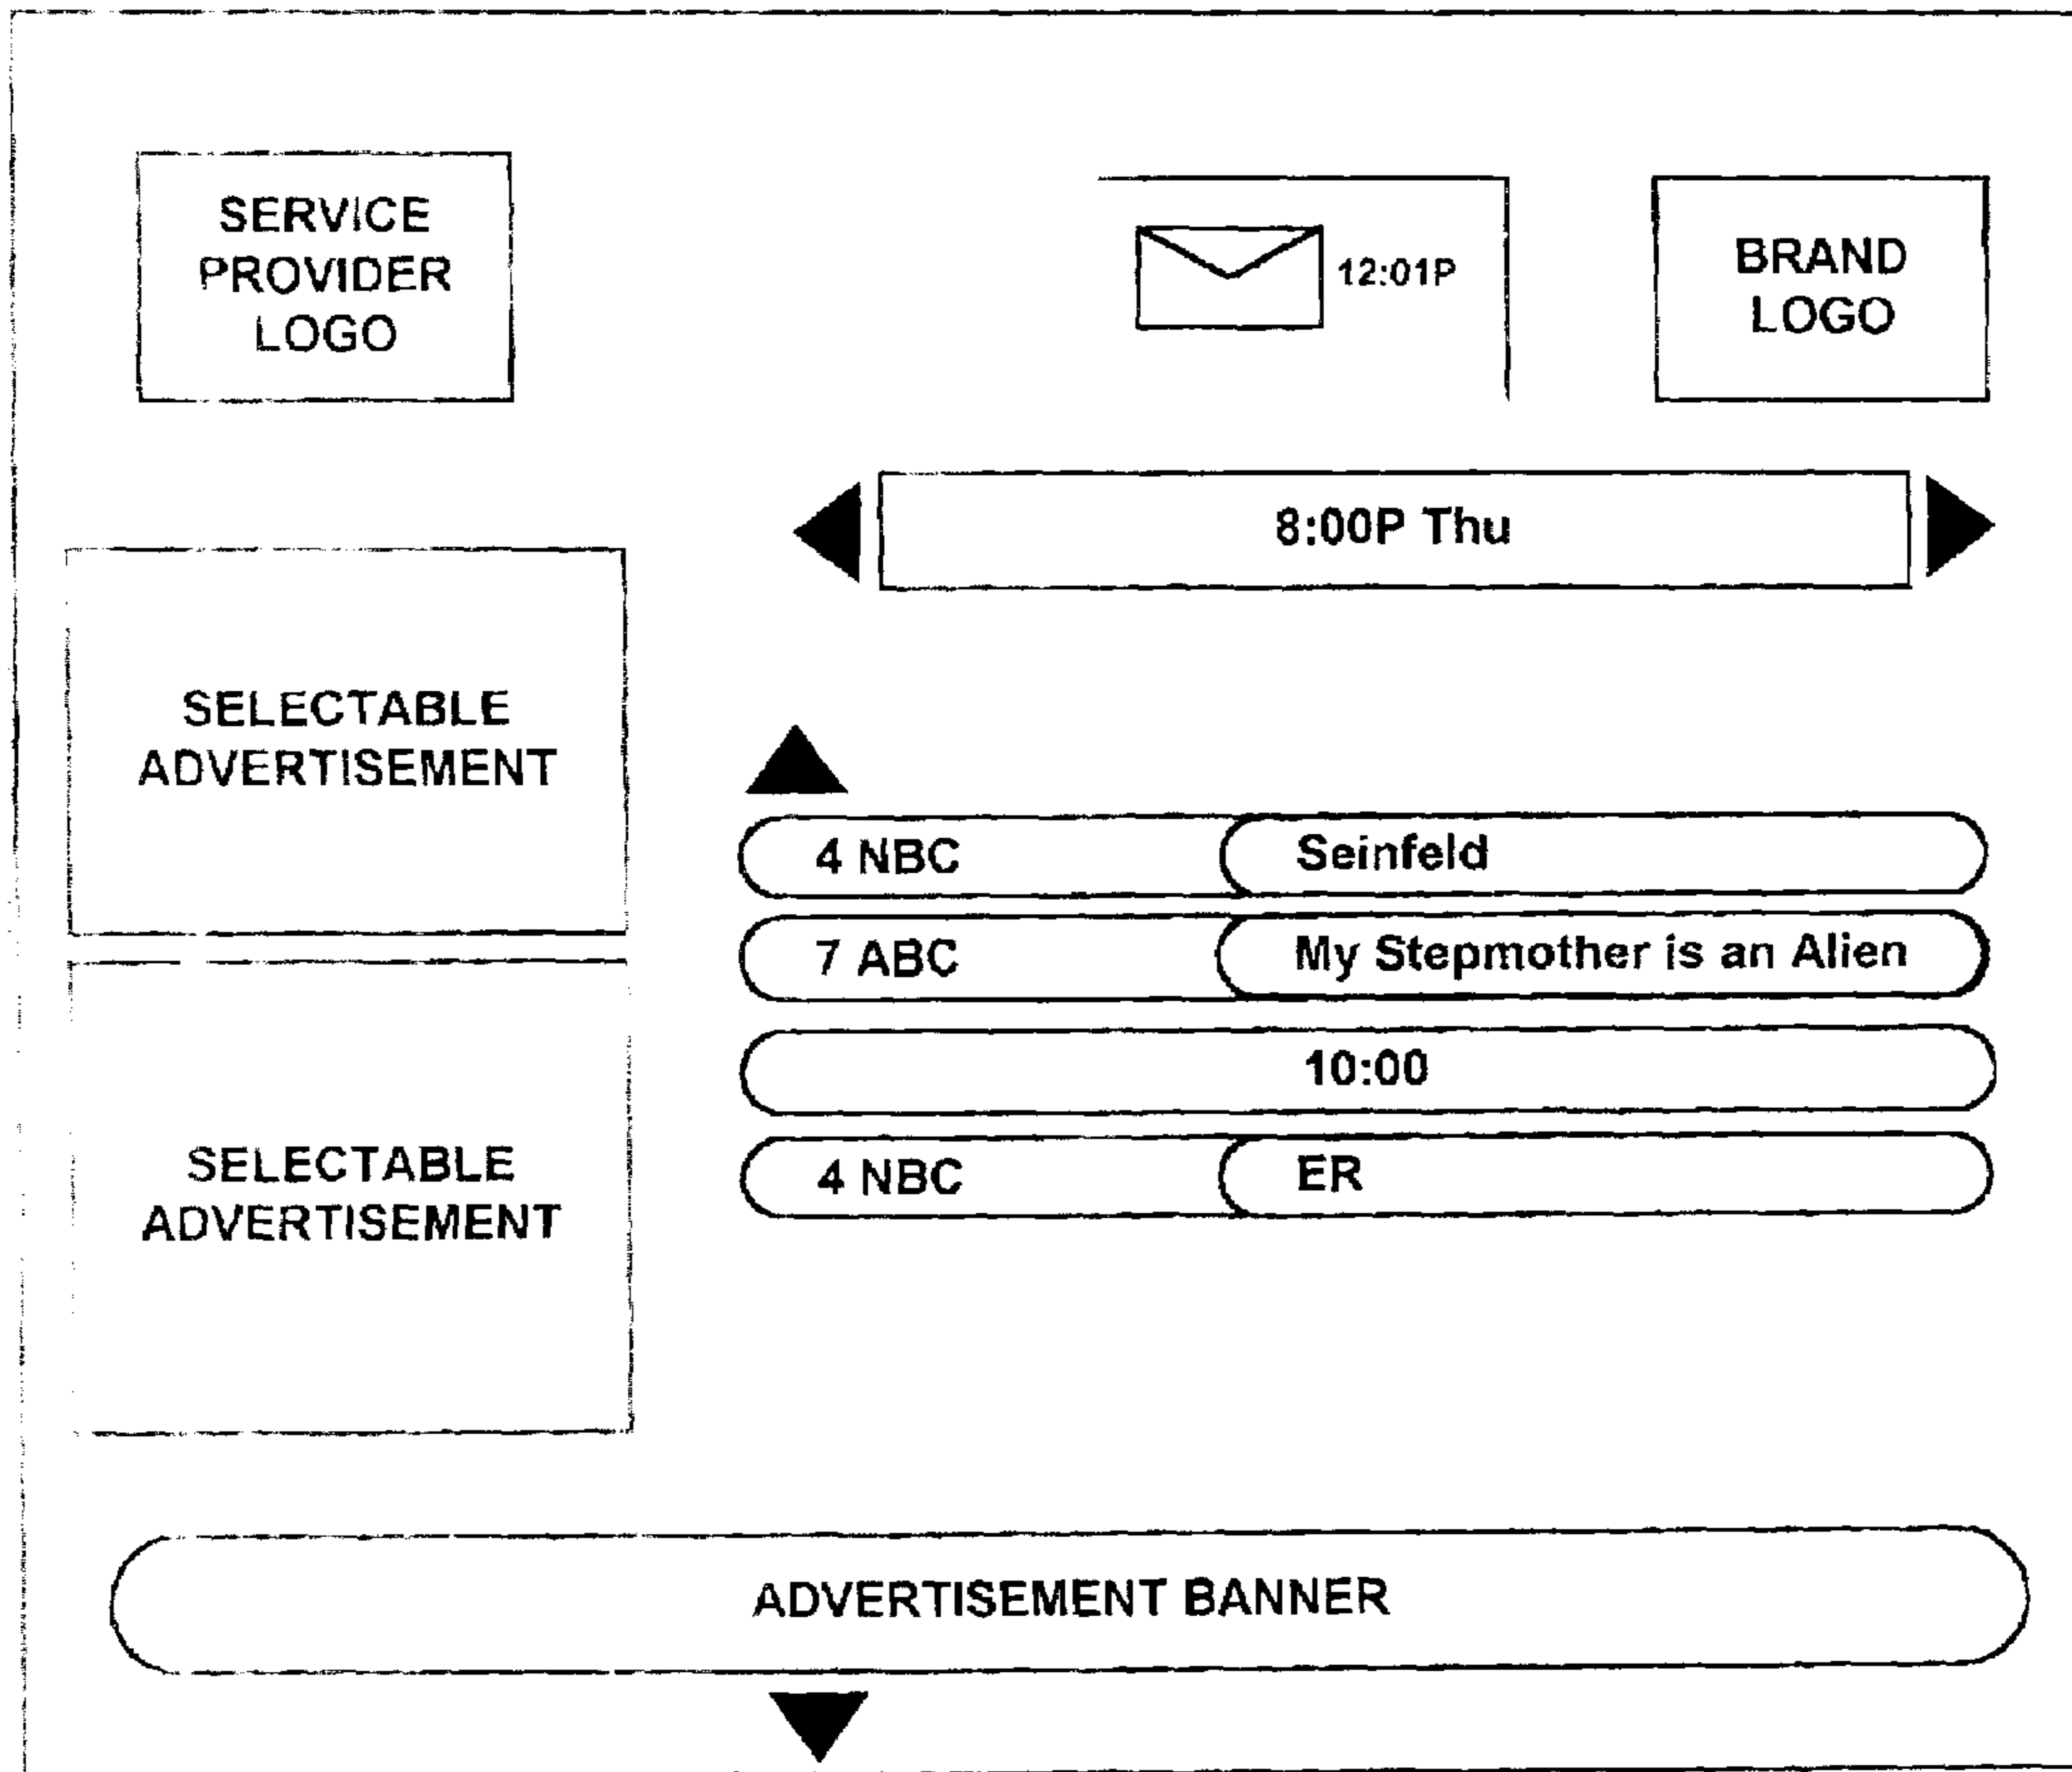 SERVICE
PROVIDER
LOGO
12:01P
BRAND
LOGO
8:00P Thu
SELECTABLE
ADVERTISEMENT
4 NBC Seinfeld
7 ABC My Stepmother is an Alien
10:00
4 NBC ER
SELECTABLE
ADVERTISEMENT
ADVERTISEMENT BANNER